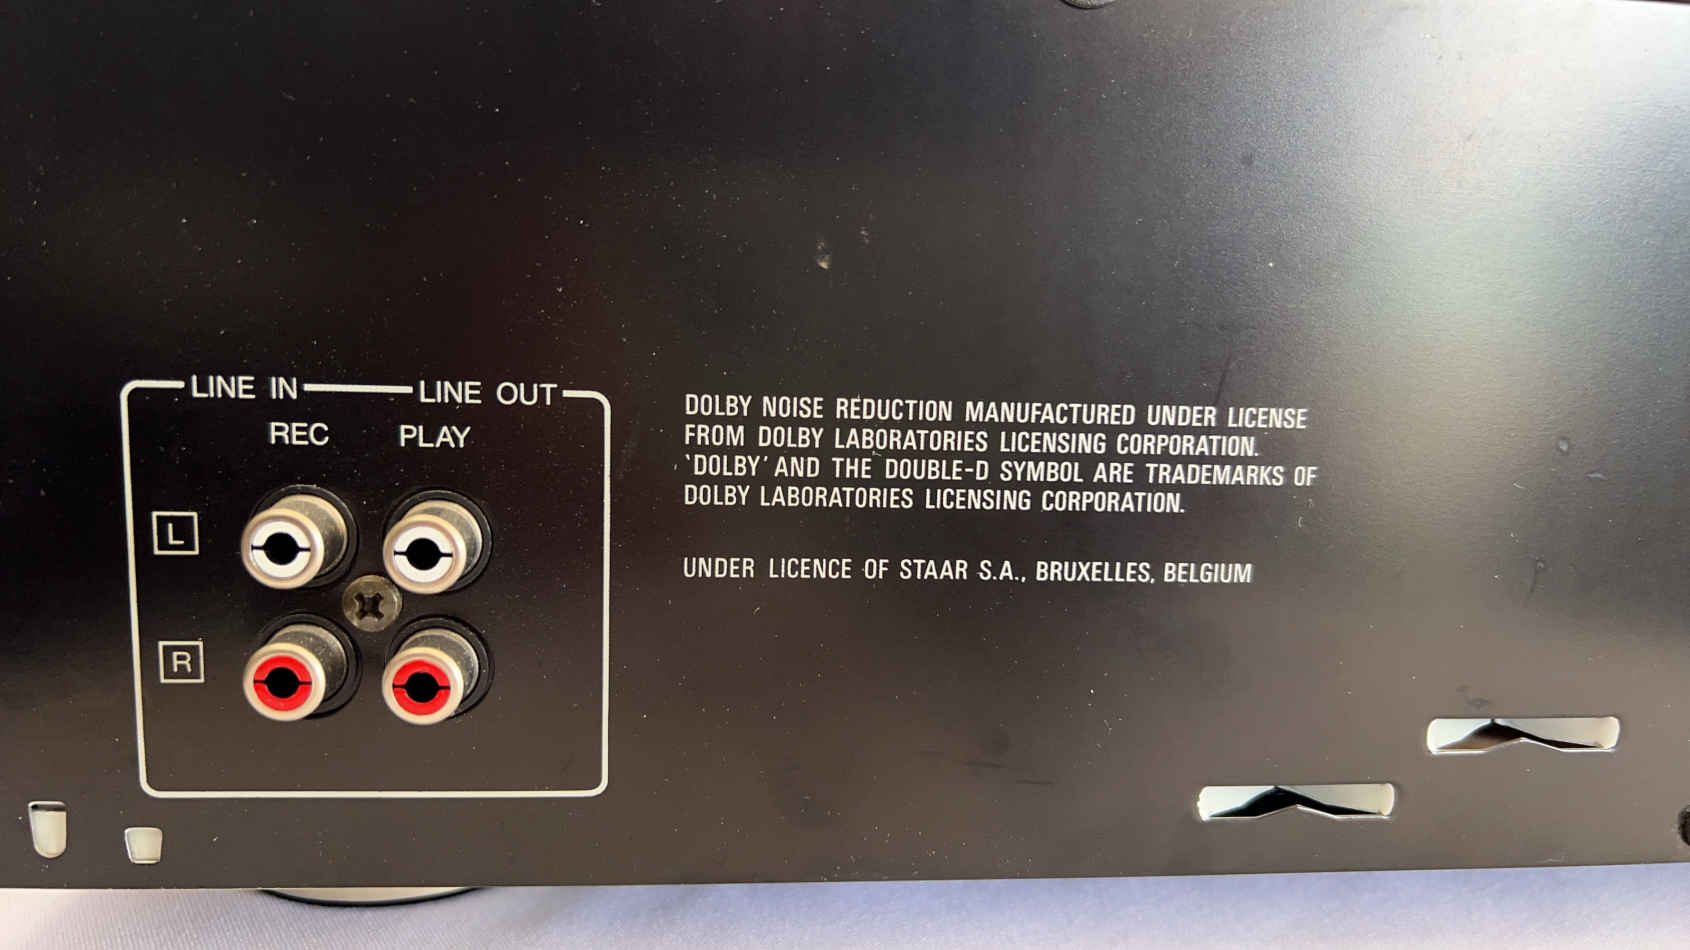 LINE IN LINE OUT
REC PLAY
L
R
DOLBY NOISE REDUCTION MANUFACTURED UNDER LICENSE
FROM DOLBY LABORATORIES LICENSING CORPORATION.
'DOLBY' AND THE DOUBLE-D SYMBOL ARE TRADEMARKS OF
DOLBY LABORATORIES LICENSING CORPORATION.
UNDER LICENCE OF STAAR S.A., BRUXELLES, BELGIUM